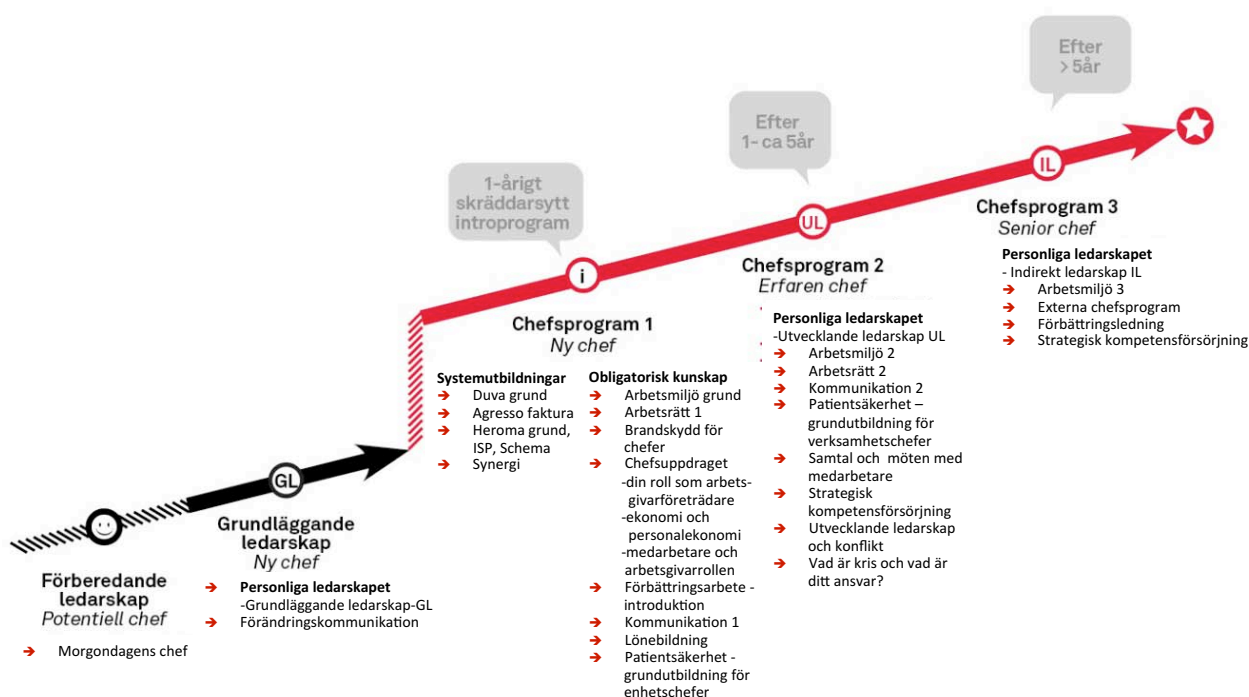 Förberedande
ledarskap
Potentiell chef
→ Morgondagens chef
GL
Grundläggande
ledarskap
Ny chef
→ Personliga ledarskapet
-Grundläggande ledarskap-GL
→ Förändringskommunikation
1-årigt
skräddarsytt
introprogram
i
Chefsprogram 1
Ny chef
Systemutbildningar
→ Duva grund
→ Agresso faktura
→ Heroma grund,
ISP, Schema
→ Synergi
Obligatorisk kunskap
→ Arbetsmiljö grund
→ Arbetsrätt 1
→ Brandskydd för
chefer
→ Chefsuppdraget
-din roll som arbets-
givarföreträdare
-ekonomi och
personalekonomi
-medarbetare och
arbetsgivarrollen
→ Förbättringsarbete -
introduktion
→ Kommunikation 1
→ Lönebildning
→ Patientsäkerhet -
grundutbildning för
enhetschefer
Efter
1- ca 5år
UL
Chefsprogram 2
Erfaren chef
Personliga ledarskapet
-Utvecklande ledarskap UL
→ Arbetsmiljö 2
→ Arbetsrätt 2
→ Kommunikation 2
→ Patientsäkerhet –
grundutbildning för
verksamhetschefer
→ Samtal och möten med
medarbetare
→ Strategisk
kompetensförsörjning
→ Utvecklande ledarskap
och konflikt
→ Vad är kris och vad är
ditt ansvar?
Efter
> 5år
IL
Chefsprogram 3
Senior chef
Personliga ledarskapet
- Indirekt ledarskap IL
→ Arbetsmiljö 3
→ Externa chefsprogram
→ Förbättringsledning
→ Strategisk kompetensförsörjning